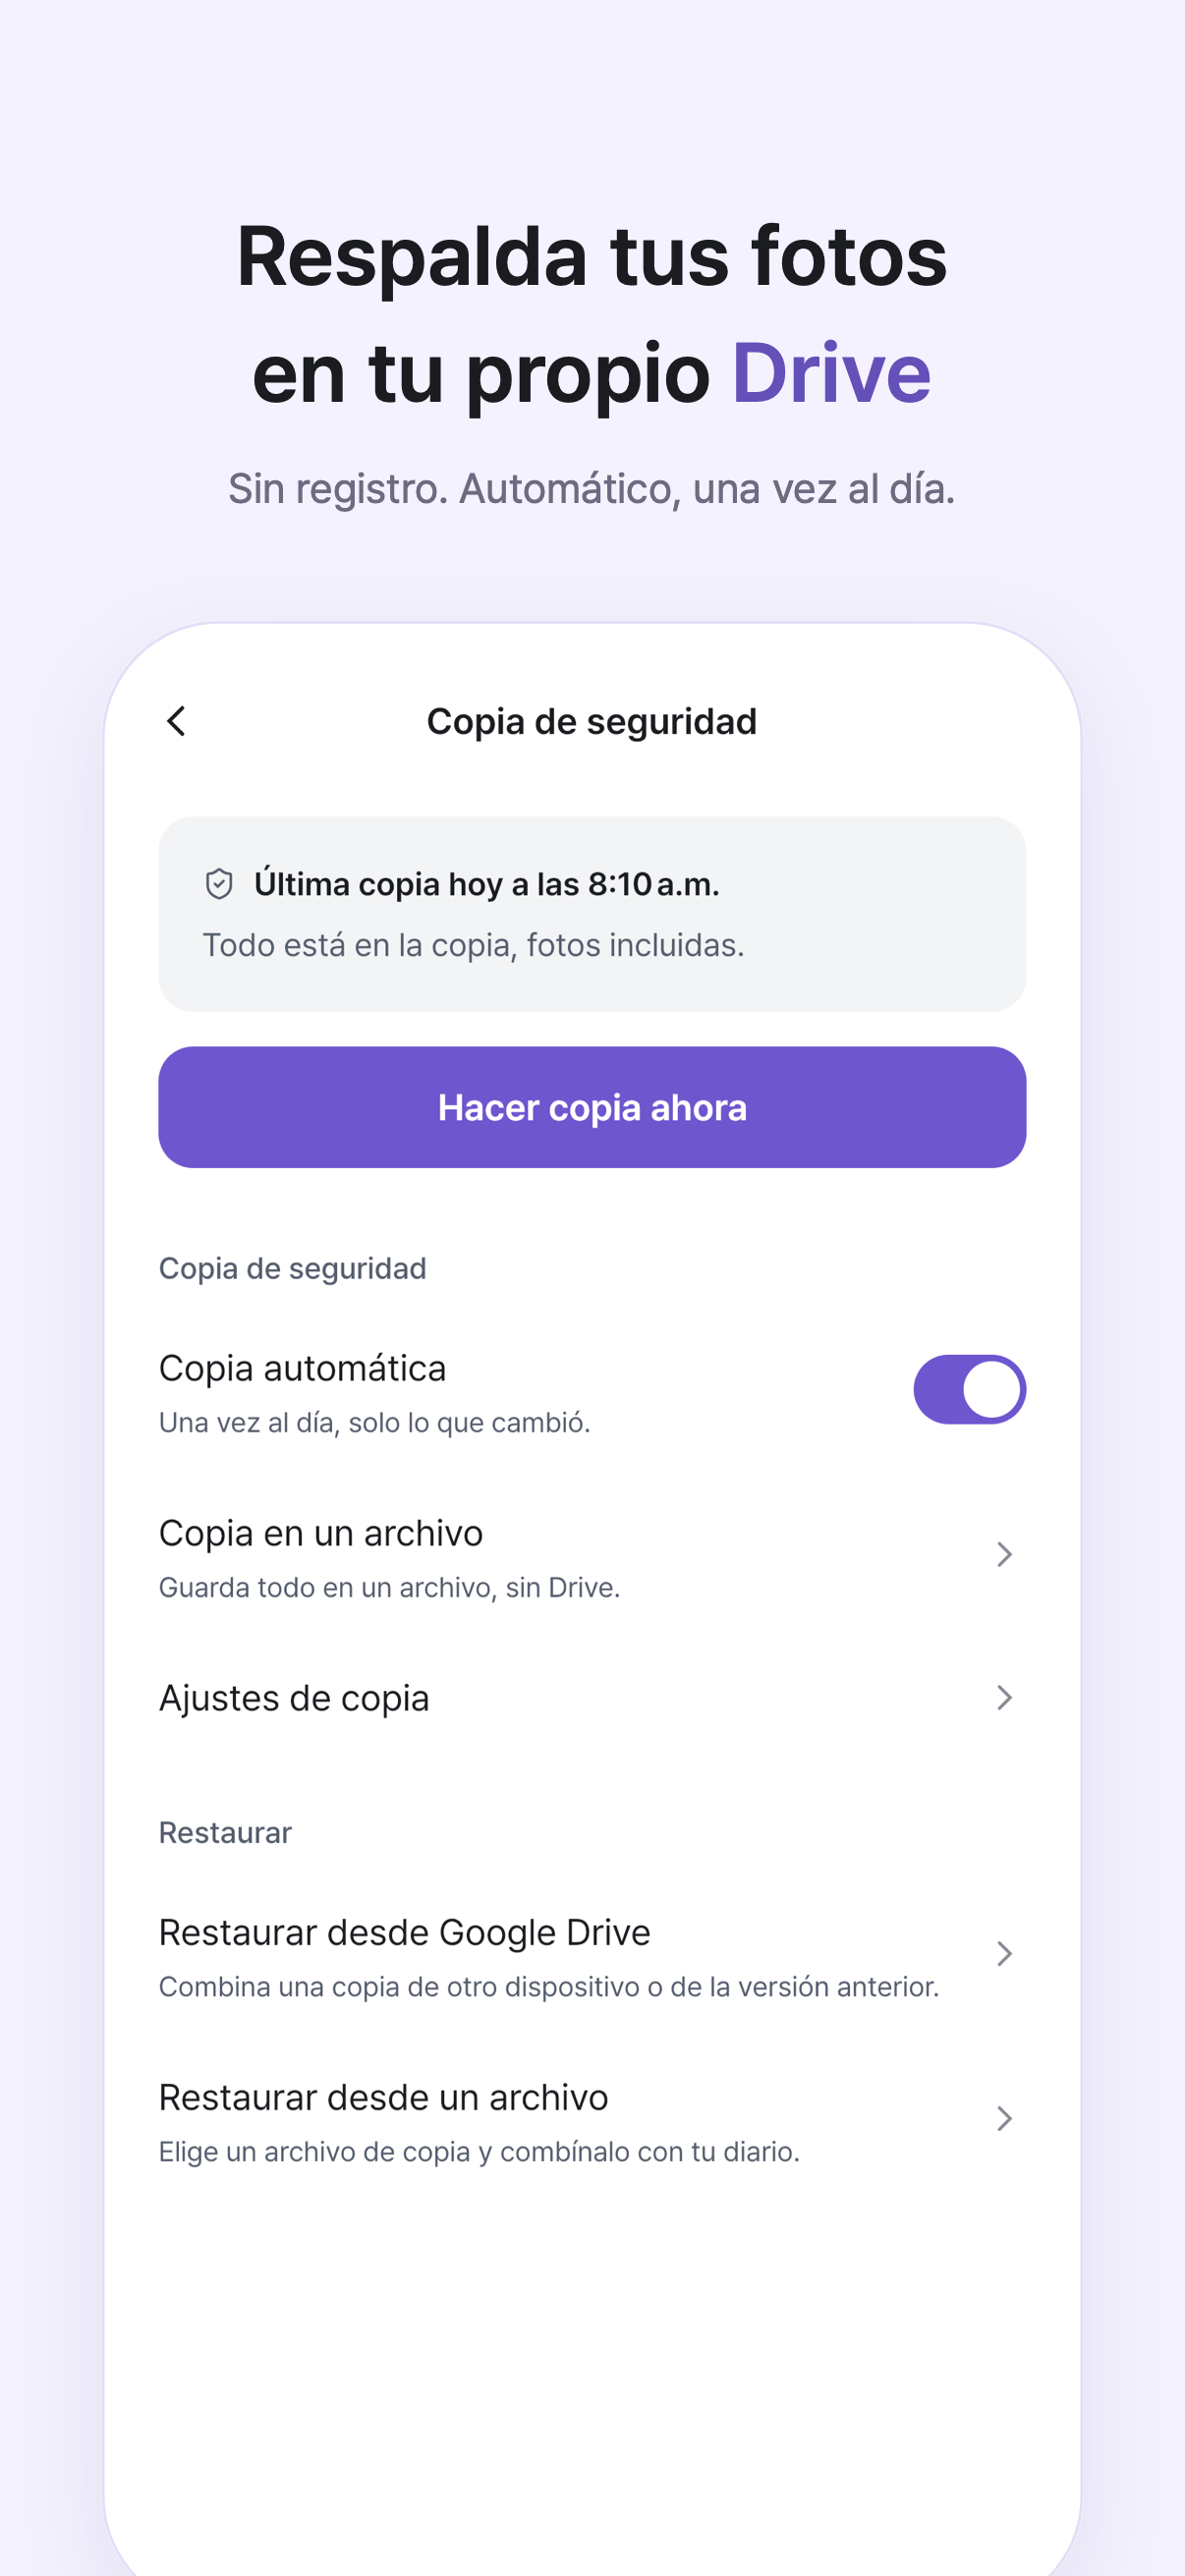 Respalda tus fotos
en tu propio Drive
Sin registro. Automático, una vez al día.
Copia de seguridad
Última copia hoy a las 8:10 a.m.
Todo está en la copia, fotos incluidas.
Hacer copia ahora
Copia de seguridad
Copia automática
Una vez al día, solo lo que cambió.
Copia en un archivo
Guarda todo en un archivo, sin Drive.
Ajustes de copia
Restaurar
Restaurar desde Google Drive
Combina una copia de otro dispositivo o de la versión anterior.
Restaurar desde un archivo
Elige un archivo de copia y combínalo con tu diario.